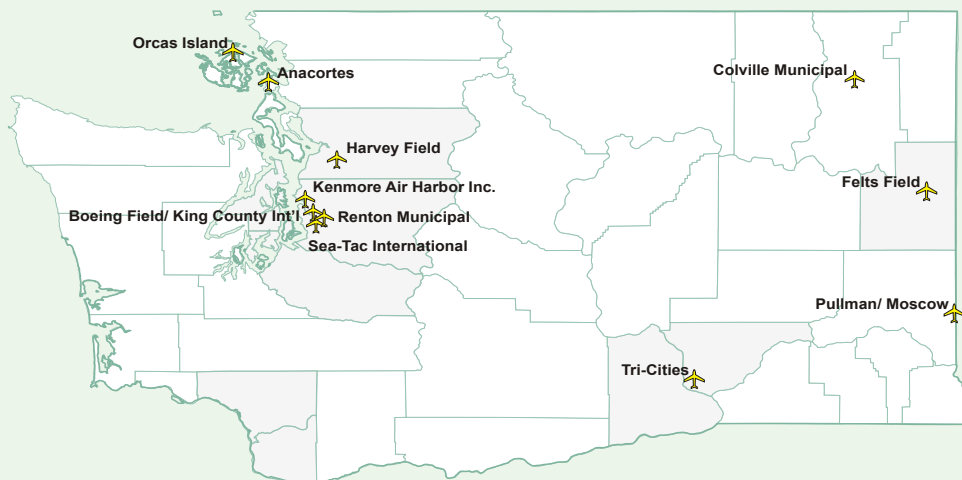 Orcas Island
Anacortes
Colville Municipal
Harvey Field
Kenmore Air Harbor Inc.
Felts Field
Boeing Field/ King County Int'l
Renton Municipal
Sea-Tac International
Pullman/ Moscow
Tri-Cities